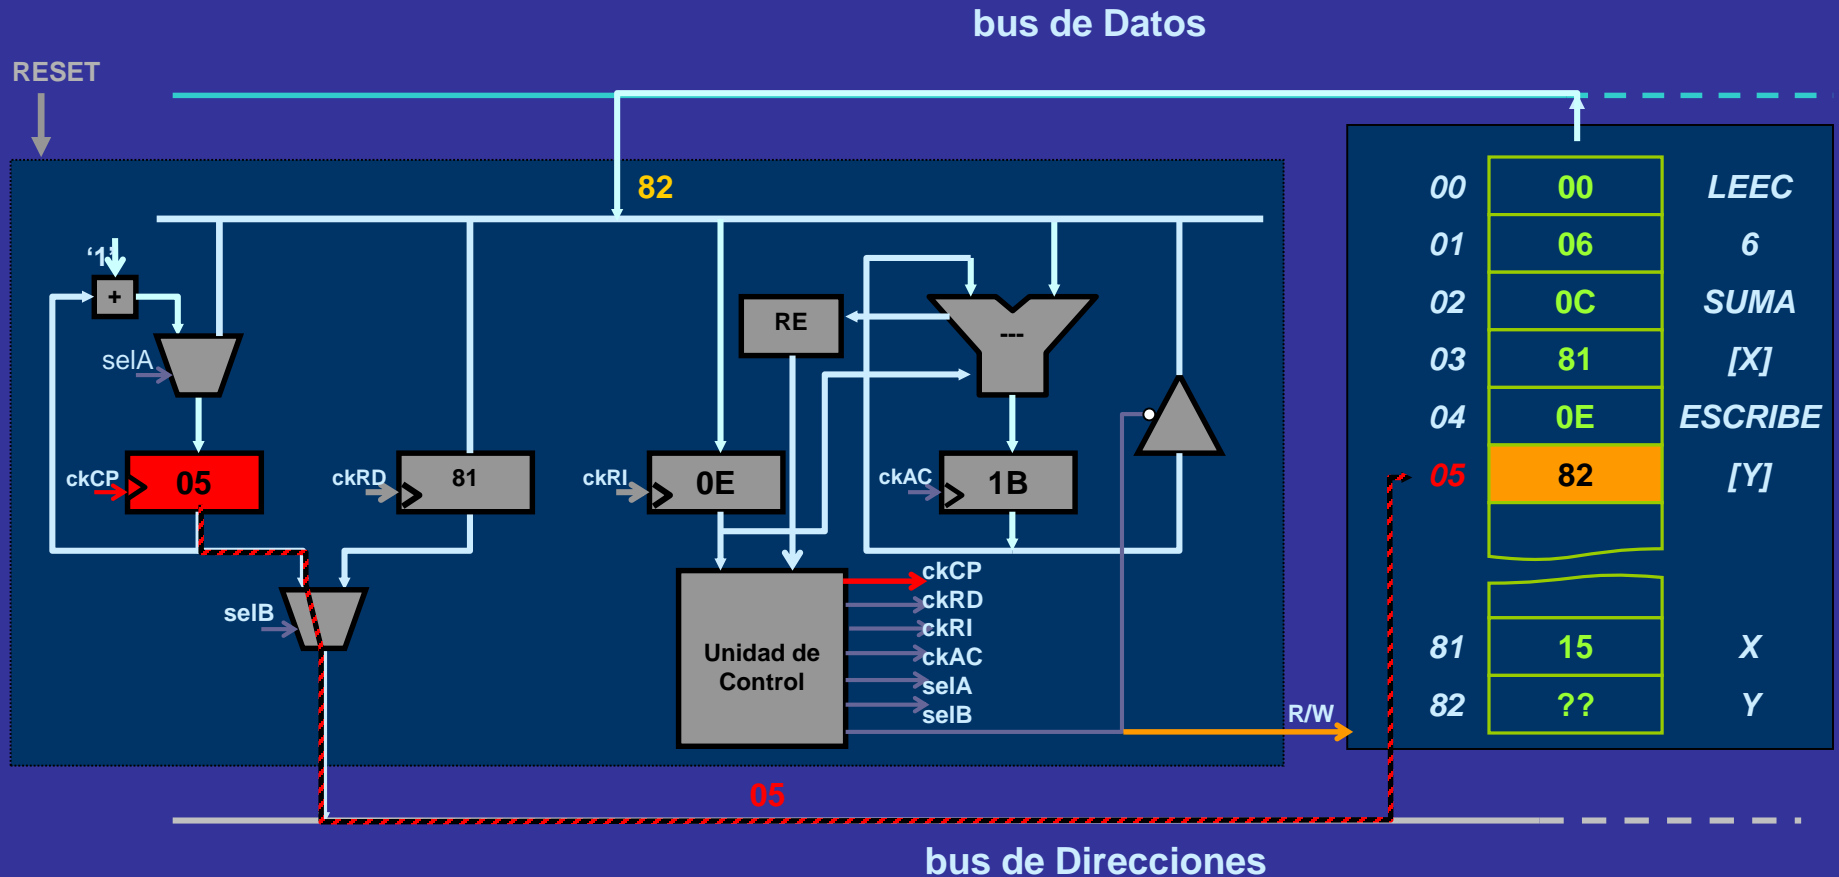 bus de Datos
RESET
82
‘1’
+
selA
RE
---
ckCP
05
ckRD
81
ckRI
0E
ckAC
1B
selB
Unidad de
Control
ckCP
ckRD
ckRI
ckAC
selA
selB
R/W
00 00 LEEC
01 06 6
02 0C SUMA
03 81 [X]
04 0E ESCRIBE
05 82 [Y]
81 15 X
82 ?? Y
05
bus de Direcciones